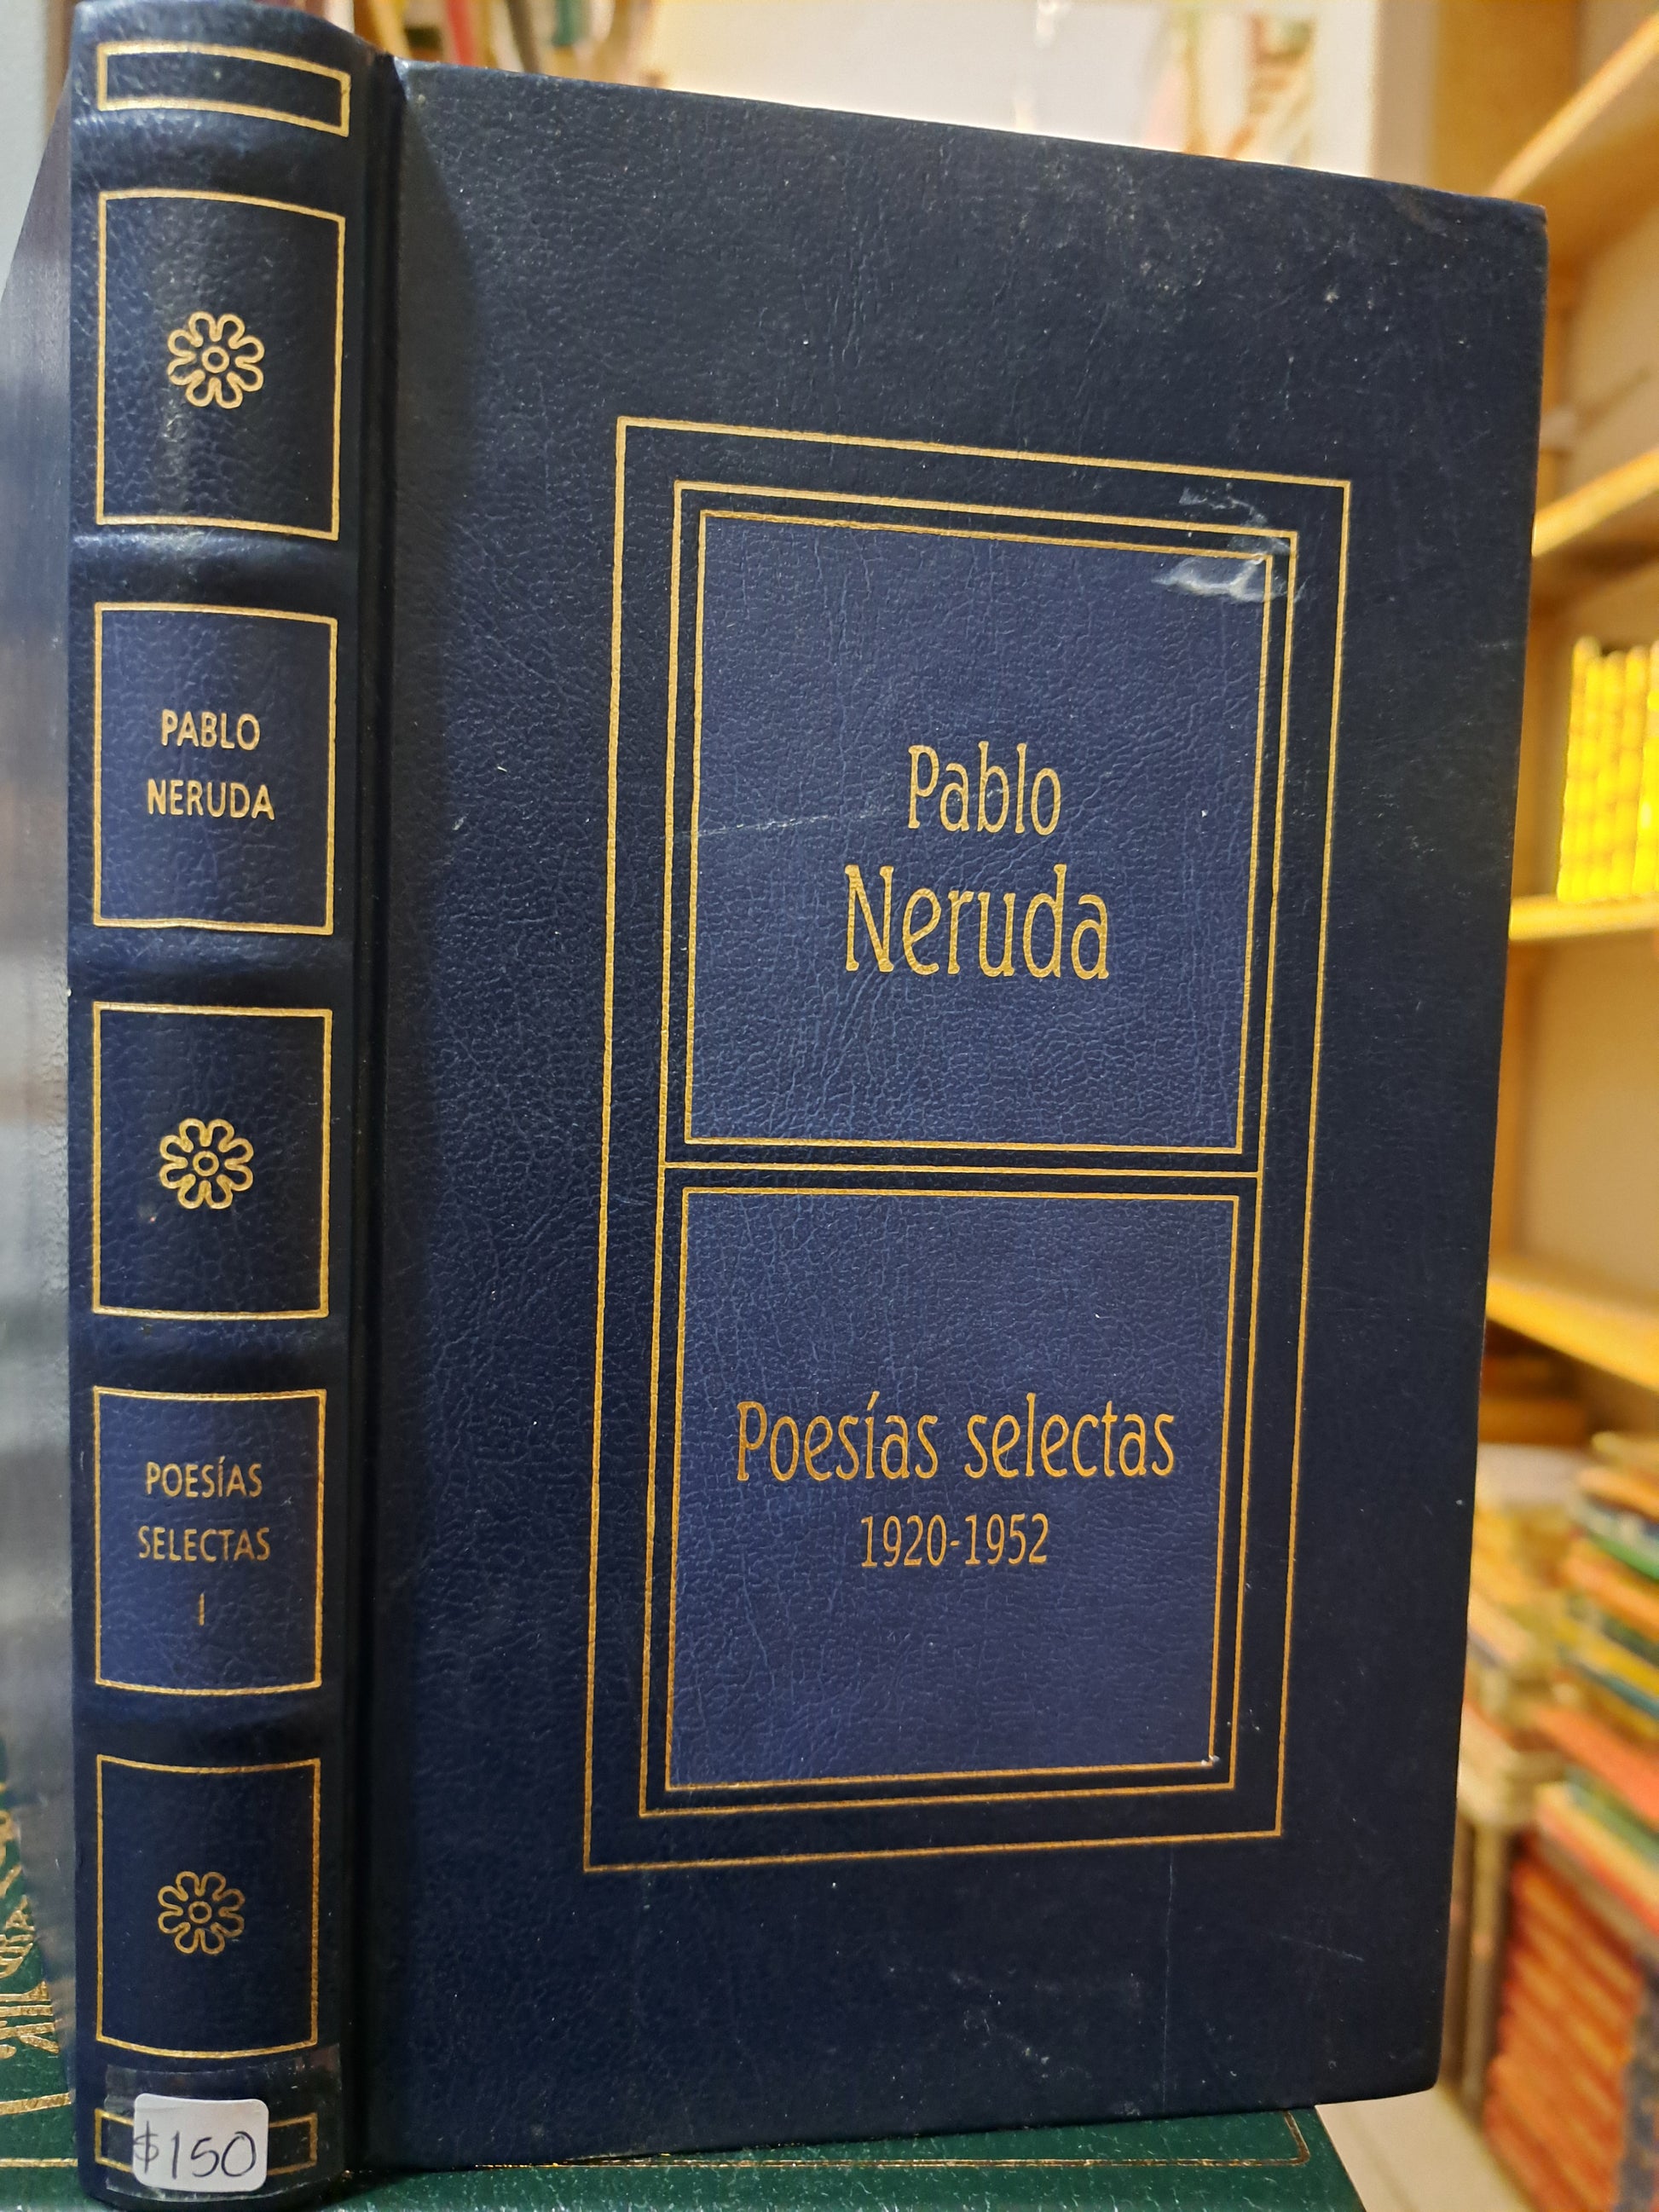 PABLO
NERUDA
POESÍAS
SELECTAS
I
$150
Pablo
Neruda
Poesías selectas
1920-1952